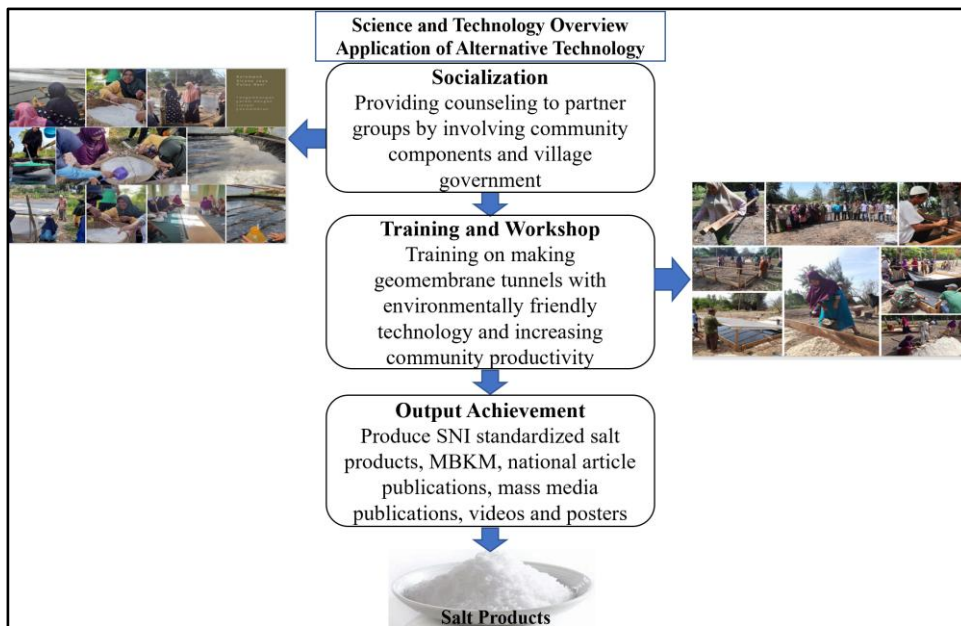 Science and Technology Overview
Application of Alternative Technology
Socialization
Providing counseling to partner
groups by involving community
components and village
government
Training and Workshop
Training on making
geomembrane tunnels with
environmentally friendly
technology and increasing
community productivity
Output Achievement
Produce SNI standardized salt
products, MBKM, national article
publications, mass media
publications, videos and posters
Salt Products